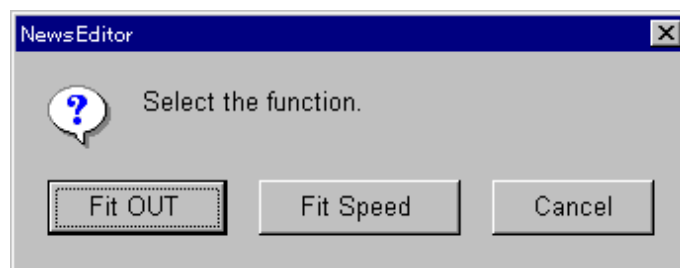 NewsEditor
Select the function.
Fit OUT
Fit Speed
Cancel